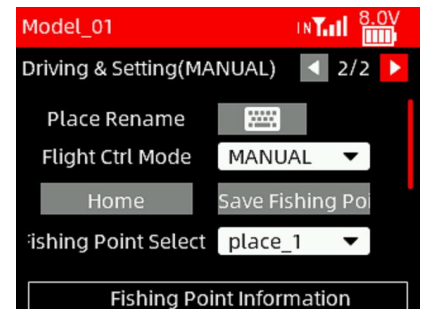 Model_01 IN 8.0V
Driving & Setting(MANUAL) 2/2
Place Rename
Flight Ctrl Mode MANUAL
Home Save Fishing Poi
Fishing Point Select place_1
Fishing Point Information